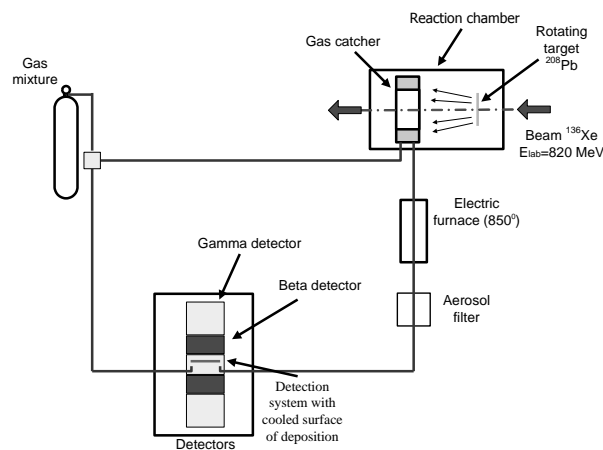 Reaction chamber
Gas catcher
Rotating
target
²⁰⁸Pb
Gas
mixture
Beam ¹³⁶Xe
Elab=820 MeV
Electric
furnace (850⁰)
Gamma detector
Beta detector
Aerosol
filter
Detection
system with
cooled surface
of deposition
Detectors